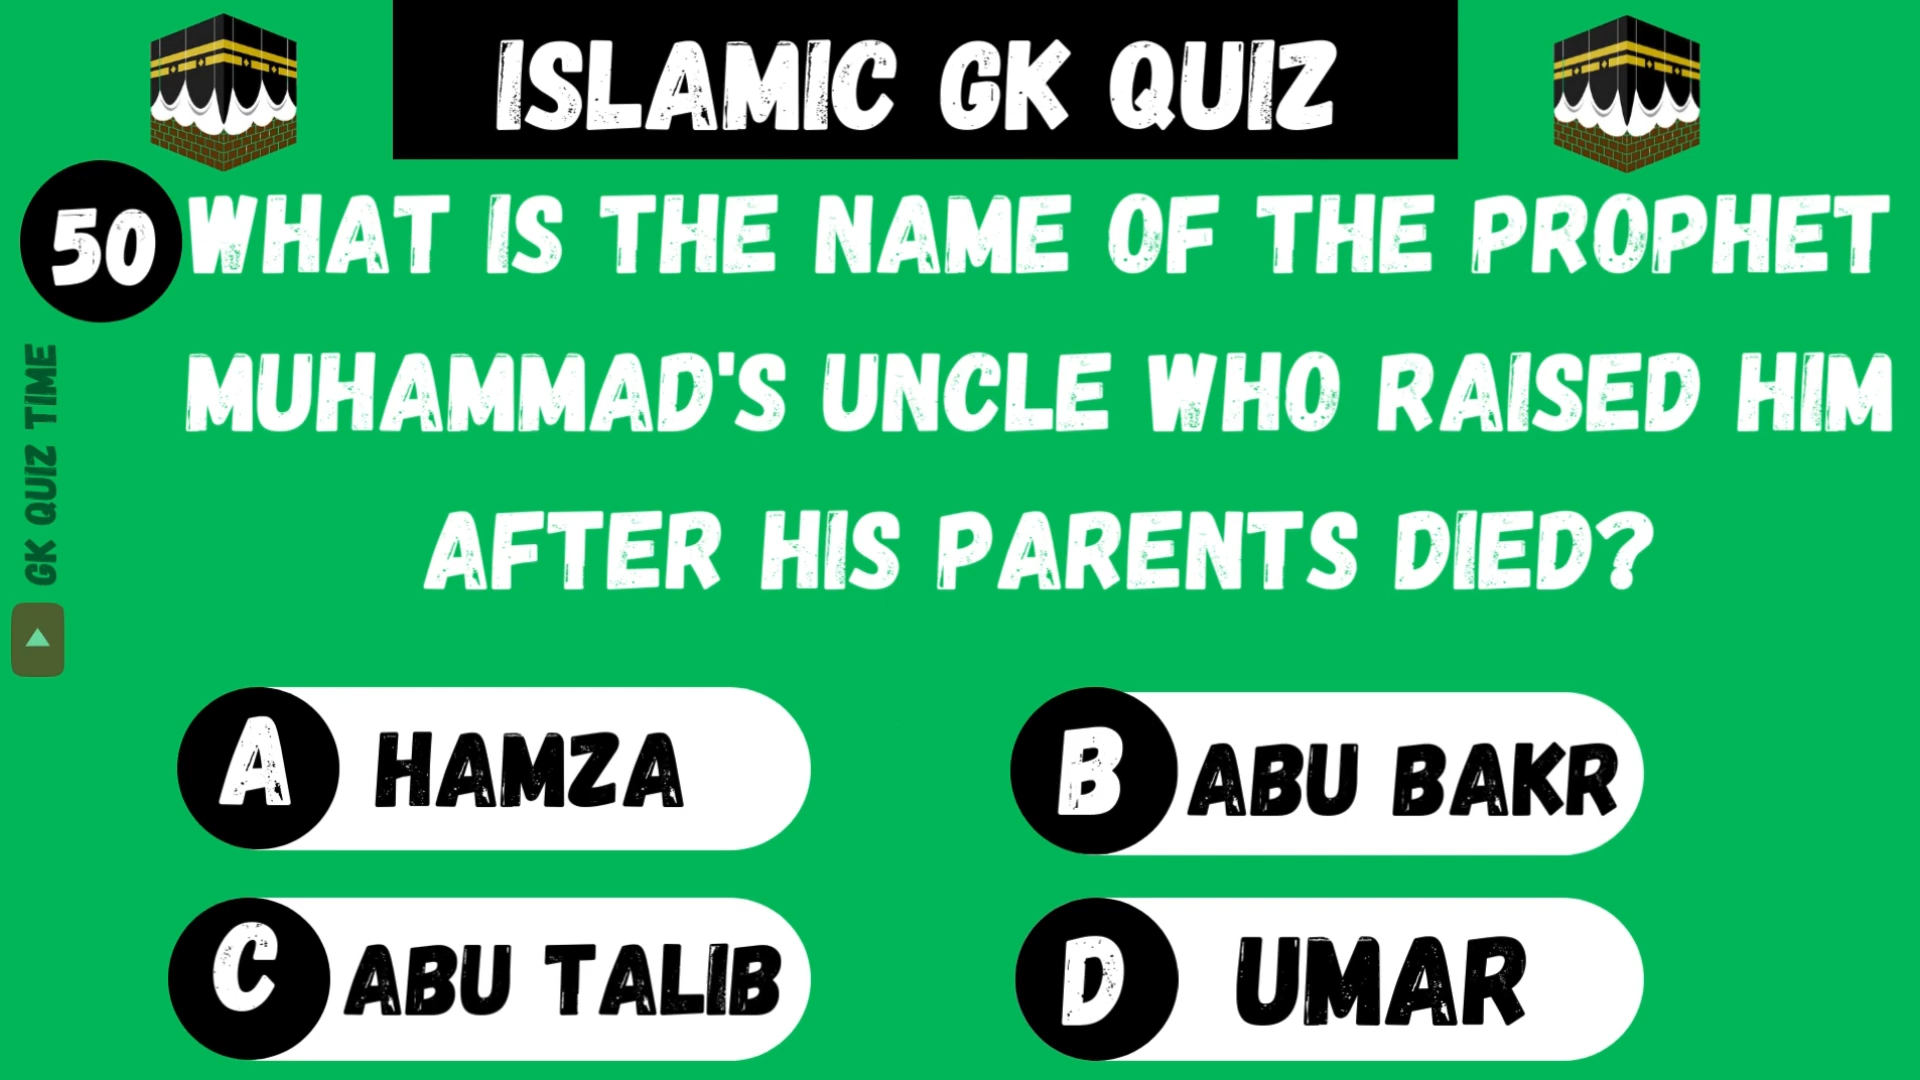 ISLAMIC GK QUIZ
50
WHAT IS THE NAME OF THE PROPHET
MUHAMMAD'S UNCLE WHO RAISED HIM
AFTER HIS PARENTS DIED?
GK QUIZ TIME
A HAMZA
B ABU BAKR
C ABU TALIB
D UMAR